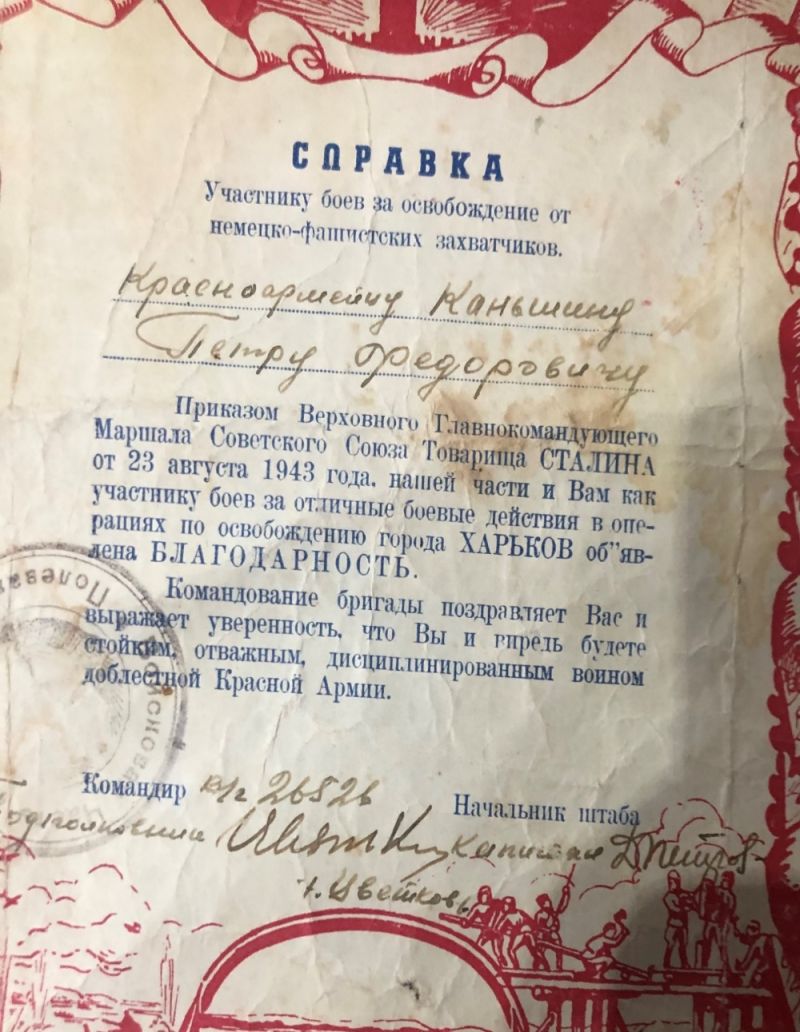 СПРАВКА
Участнику боев за освобождение от
немецко-фашистских захватчиков.
Красноармейцу Каньшину
Петру Федоровичу
Приказом Верховного Главнокомандующего
Маршала Советского Союза Товарища СТАЛИНА
от 23 августа 1943 года, нашей части и Вам как
участнику боев за отличные боевые действия в опе-
рациях по освобождению города ХАРЬКОВ об"яв-
лена БЛАГОДАРНОСТЬ.
Командование бригады поздравляет Вас и
выражает уверенность, что Вы и впредь будете
стойким, отважным, дисциплинированным воином
доблестной Красной Армии.
Полевая
Командир в/ч 26526
Начальник штаба
Подполковник
Капитан
Цветков